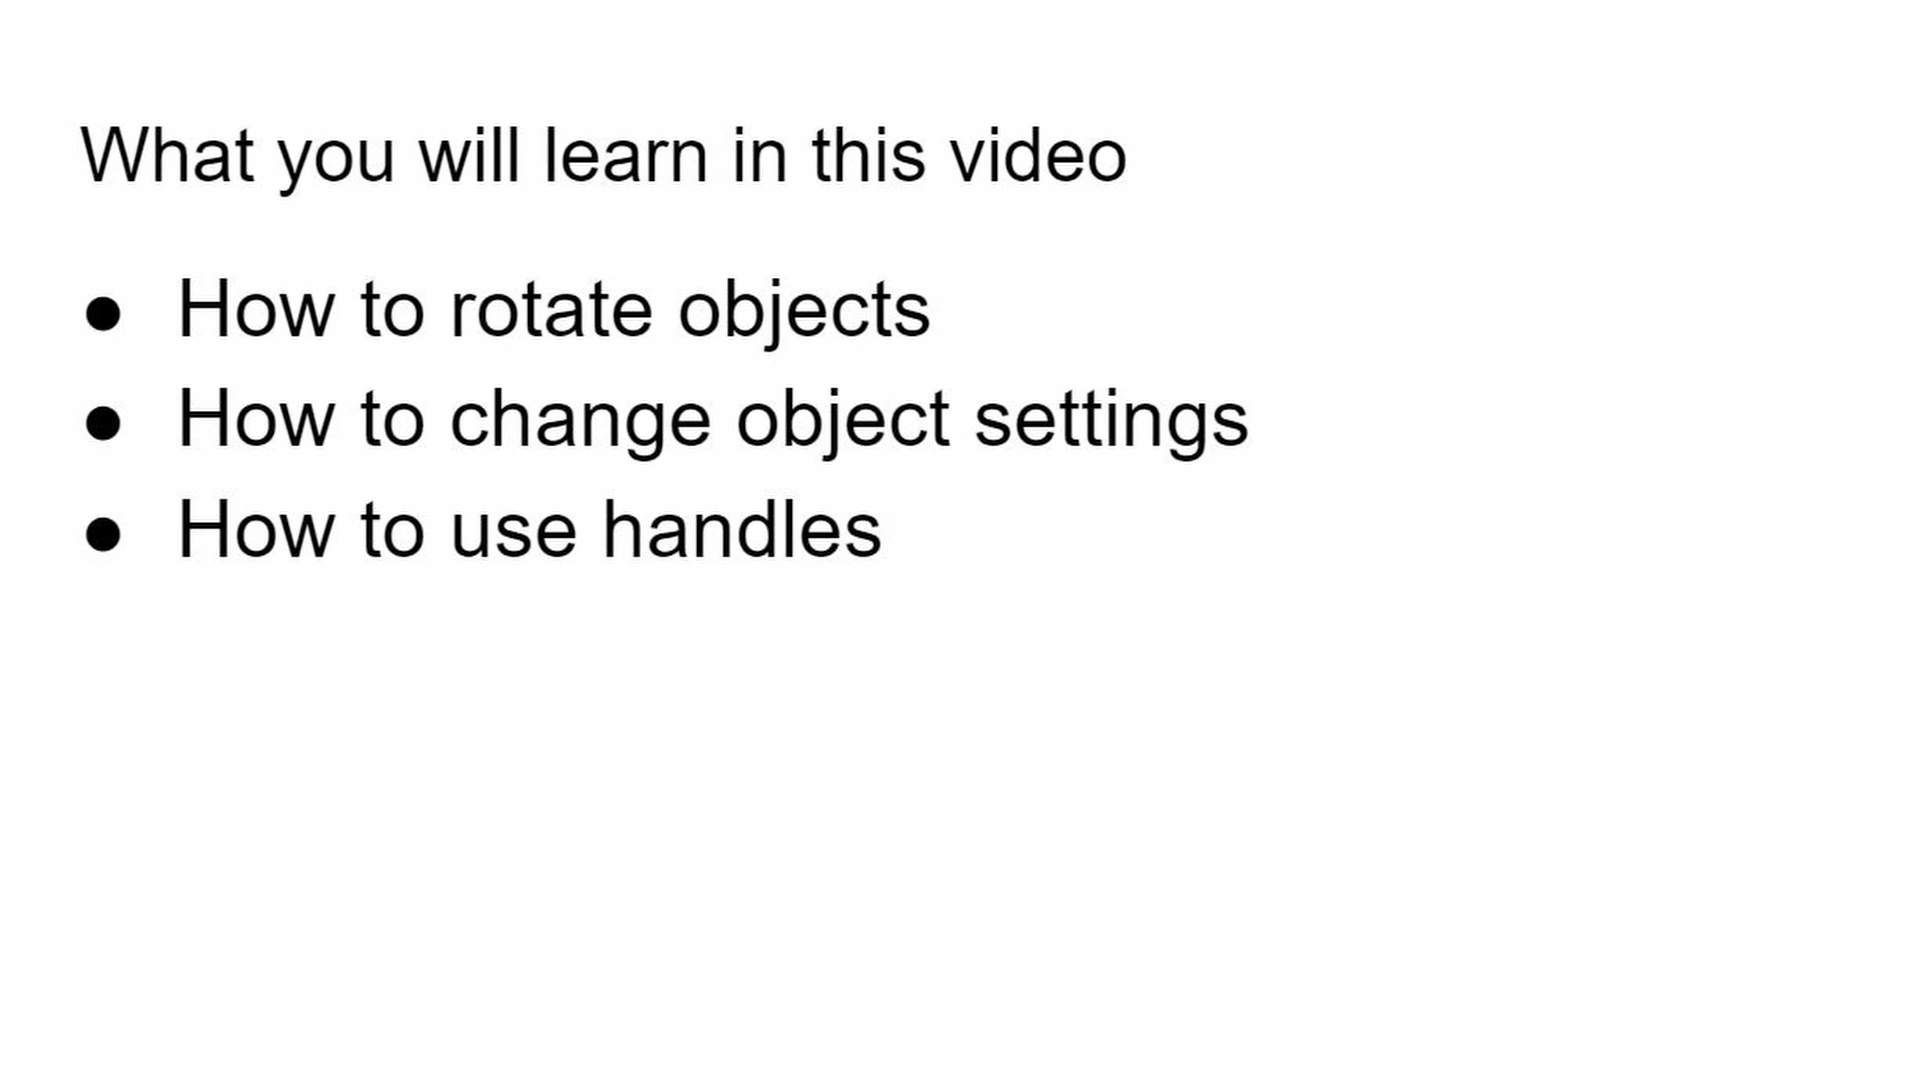 What you will learn in this video
● How to rotate objects
● How to change object settings
● How to use handles